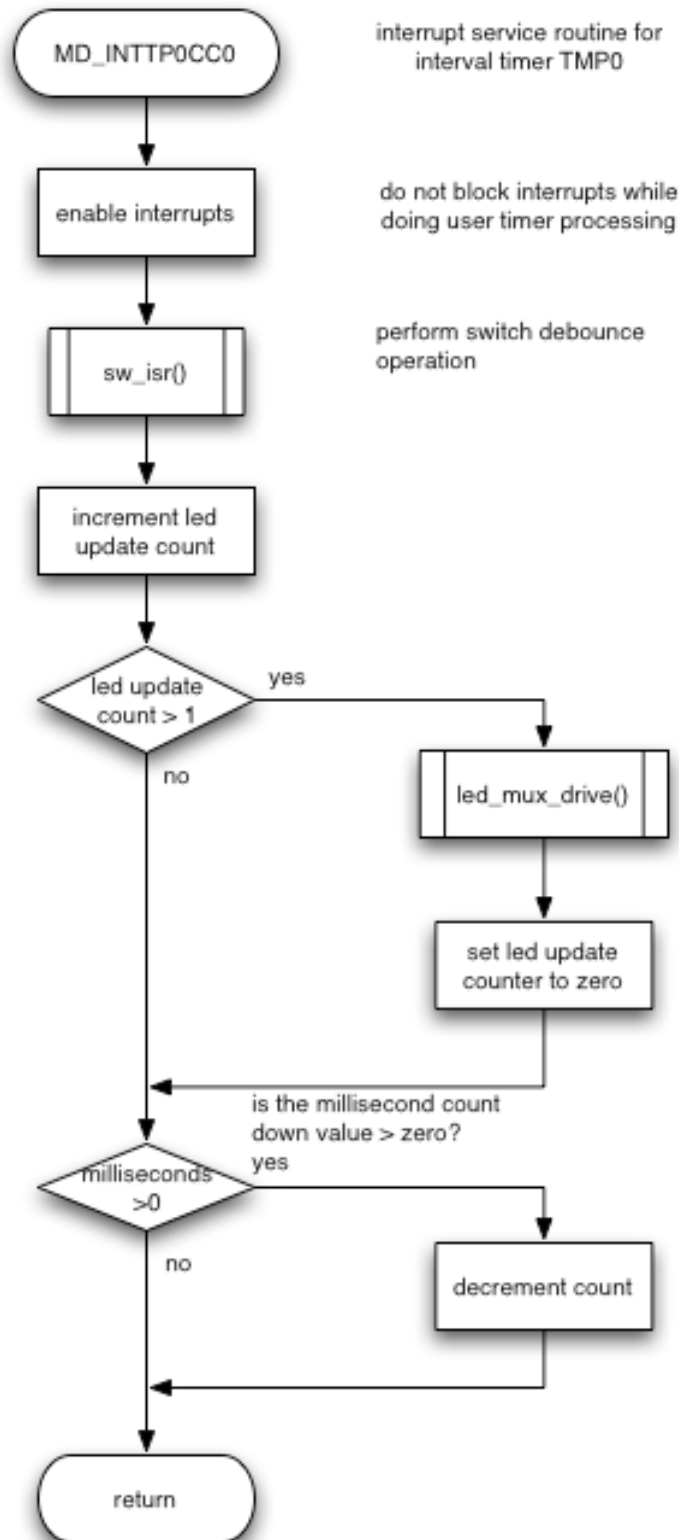 MD_INTTP0CC0
interrupt service routine for
interval timer TMP0
enable interrupts
do not block interrupts while
doing user timer processing
sw_isr()
perform switch debounce
operation
increment led
update count
led update
count > 1
yes
no
led_mux_drive()
set led update
counter to zero
is the millisecond count
down value > zero?
yes
milliseconds
>0
no
decrement count
return